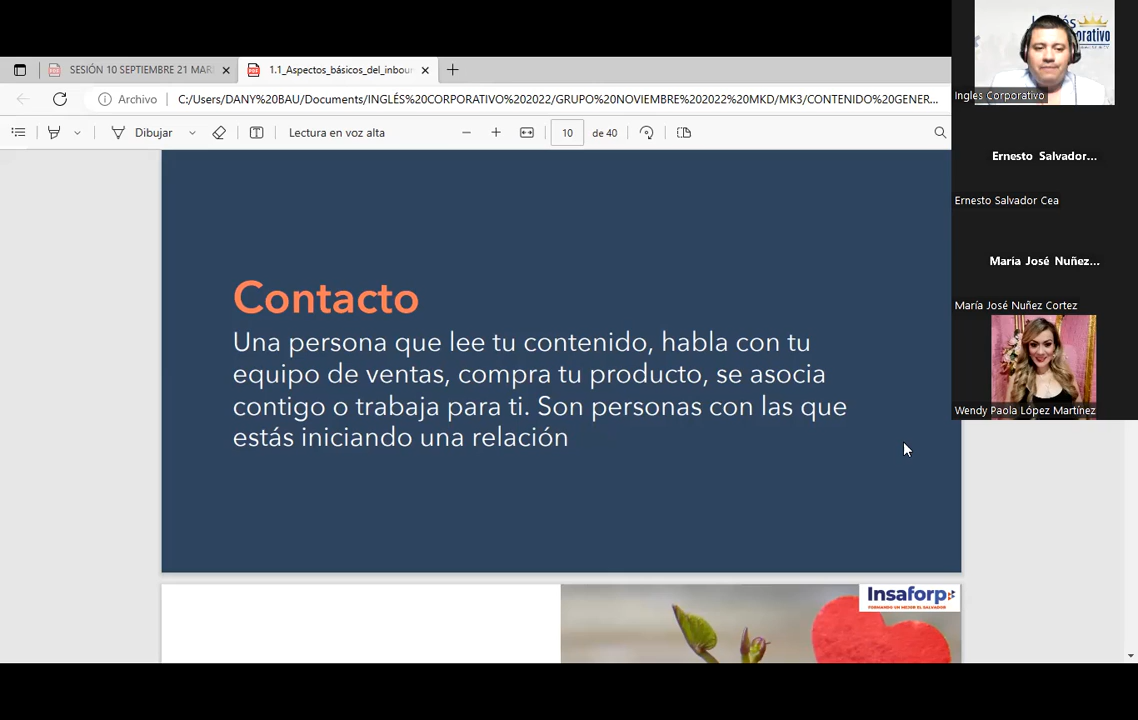 SESIÓN 10 SEPTIEMBRE 21 MAR
1.1_Aspectos_básicos_del_inbour
Archivo
C:/Users/DANY%20BAU/Documents/INGLÉS%20CORPORATIVO%202022/GRUPO%20NOVIEMBRE%202022%20MKD/MK3/CONTENIDO%20GENER...
Dibujar
Lectura en voz alta
10
de 40
Contacto
Una persona que lee tu contenido, habla con tu
equipo de ventas, compra tu producto, se asocia
contigo o trabaja para ti. Son personas con las que
estás iniciando una relación
Insaforp
FORMANDO UN MEJOR EL SALVADOR
Ingles Corporativo
Ernesto Salvador...
Ernesto Salvador Cea
María José Nuñez...
María José Nuñez Cortez
Wendy Paola López Martínez